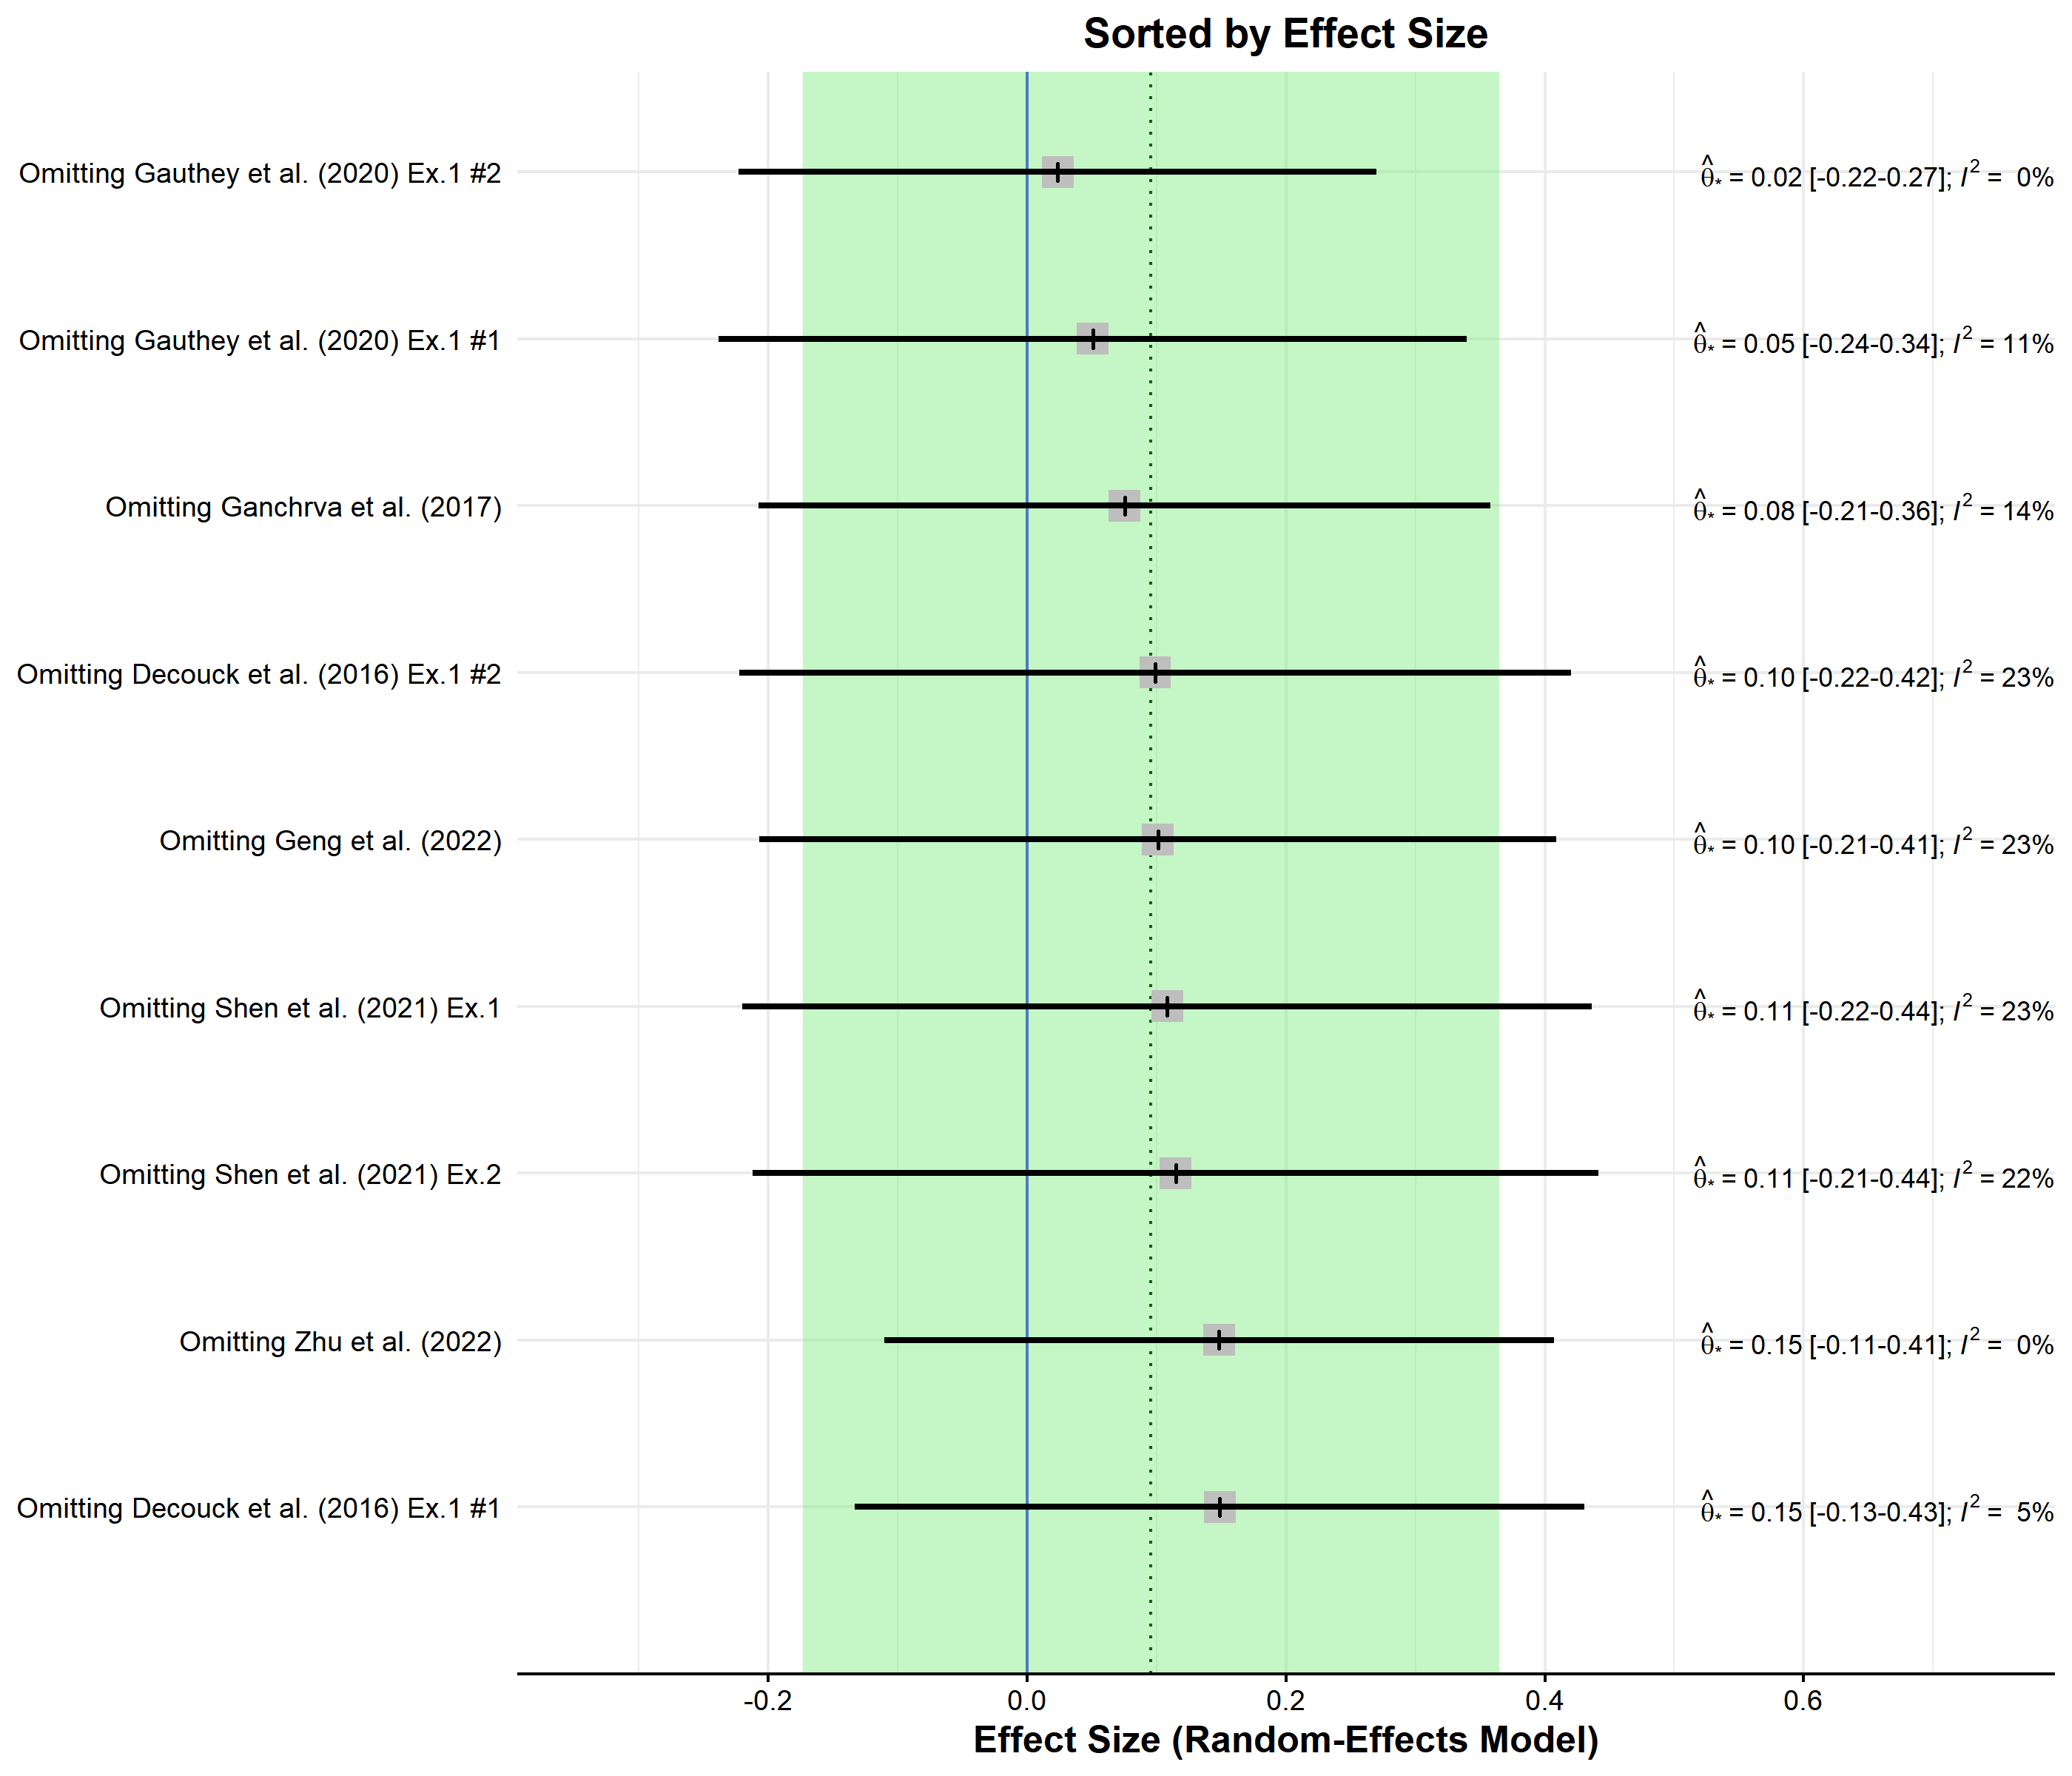 Sorted by Effect Size
Omitting Gauthey et al. (2020) Ex.1 #2 θ̂* = 0.02 [-0.22-0.27]; I² = 0%
Omitting Gauthey et al. (2020) Ex.1 #1 θ̂* = 0.05 [-0.24-0.34]; I² = 11%
Omitting Ganchrva et al. (2017) θ̂* = 0.08 [-0.21-0.36]; I² = 14%
Omitting Decouck et al. (2016) Ex.1 #2 θ̂* = 0.10 [-0.22-0.42]; I² = 23%
Omitting Geng et al. (2022) θ̂* = 0.10 [-0.21-0.41]; I² = 23%
Omitting Shen et al. (2021) Ex.1 θ̂* = 0.11 [-0.22-0.44]; I² = 23%
Omitting Shen et al. (2021) Ex.2 θ̂* = 0.11 [-0.21-0.44]; I² = 22%
Omitting Zhu et al. (2022) θ̂* = 0.15 [-0.11-0.41]; I² = 0%
Omitting Decouck et al. (2016) Ex.1 #1 θ̂* = 0.15 [-0.13-0.43]; I² = 5%
-0.2 0.0 0.2 0.4 0.6
Effect Size (Random-Effects Model)